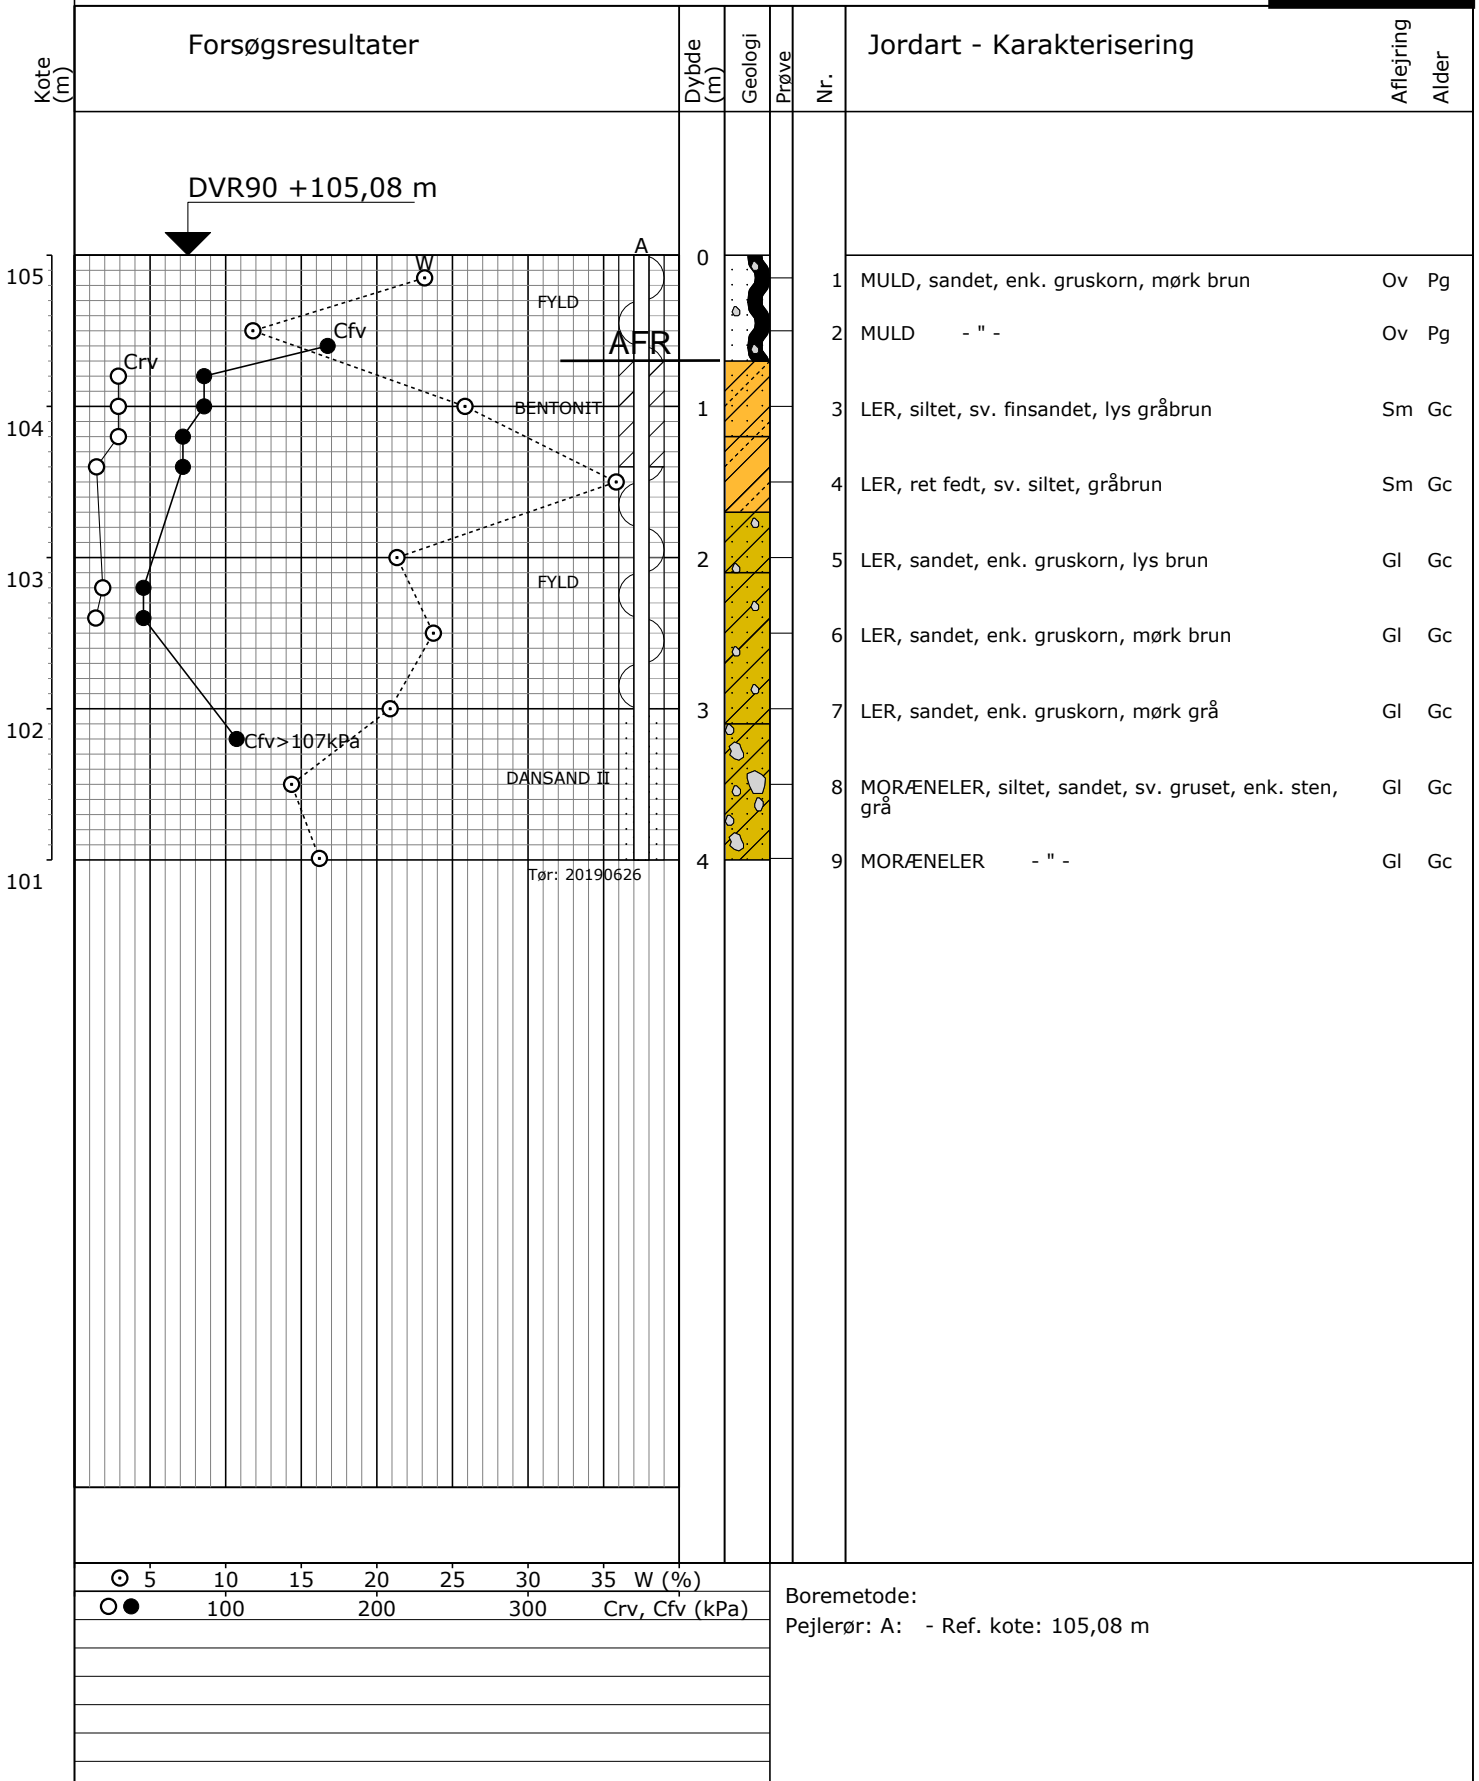 Kote (m)
Forsøgsresultater
Dybde (m)
Geologi
Prøve
Nr.
Jordart - Karakterisering
Aflejring
Alder
DVR90 +105,08 m
A
0
W
105
FYLD
1 MULD, sandet, enk. gruskorn, mørk brun Ov Pg
Cfv
2 MULD - " - Ov Pg
AFR
Crv
BENTONIT
1
104
3 LER, siltet, sv. finsandet, lys gråbrun Sm Gc
4 LER, ret fedt, sv. siltet, gråbrun Sm Gc
2
5 LER, sandet, enk. gruskorn, lys brun Gl Gc
103
FYLD
6 LER, sandet, enk. gruskorn, mørk brun Gl Gc
3
7 LER, sandet, enk. gruskorn, mørk grå Gl Gc
102
Cfv>107kPa
DANSAND II
8 MORÆNELER, siltet, sandet, sv. gruset, enk. sten, Gl Gc
grå
4
9 MORÆNELER - " - Gl Gc
101
Tør: 20190626
5 10 15 20 25 30 35 W (%)
100 200 300 Crv, Cfv (kPa)
Boremetode:
Pejlerør: A: - Ref. kote: 105,08 m